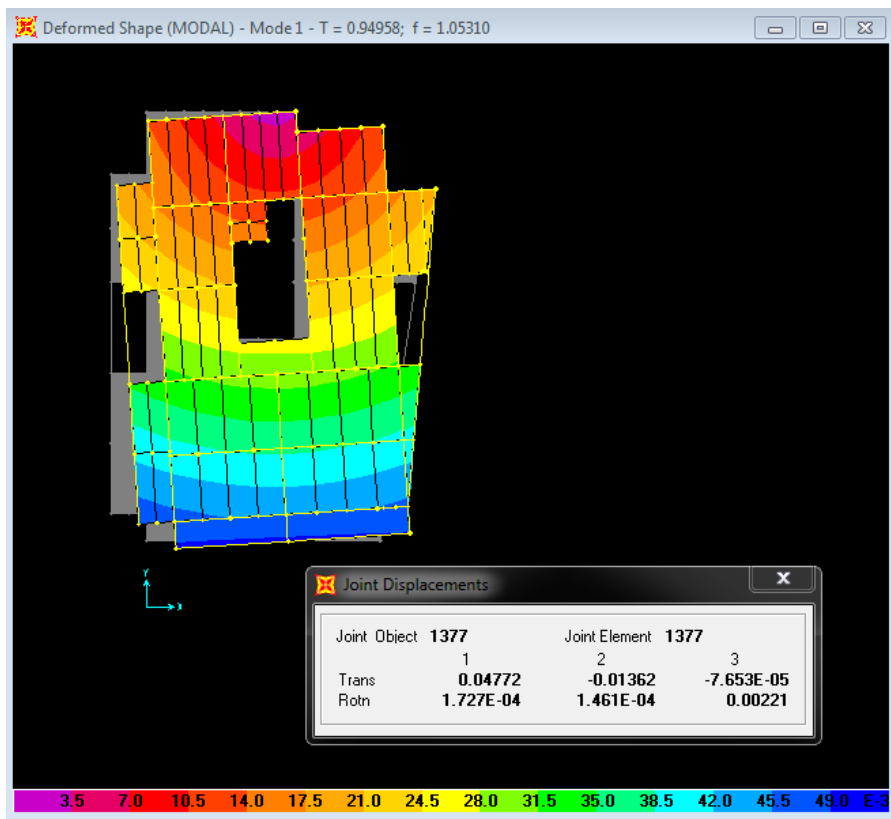 Deformed Shape (MODAL) - Mode 1 - T = 0.94958; f = 1.05310
Y
X
Joint Displacements
Joint Object 1377 Joint Element 1377
1 2 3
Trans 0.04772 -0.01362 -7.653E-05
Rotn 1.727E-04 1.461E-04 0.00221
3.5 7.0 10.5 14.0 17.5 21.0 24.5 28.0 31.5 35.0 38.5 42.0 45.5 49.0 E-3